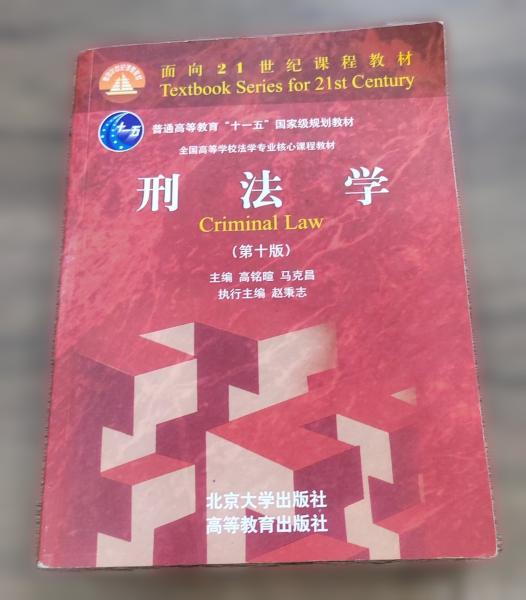 面向21世纪课程教材
Textbook Series for 21st Century
十一五
普通高等教育“十一五”国家级规划教材
全国高等学校法学专业核心课程教材
刑法学
Criminal Law
(第十版)
主编 高铭暄 马克昌
执行主编 赵秉志
北京大学出版社
高等教育出版社